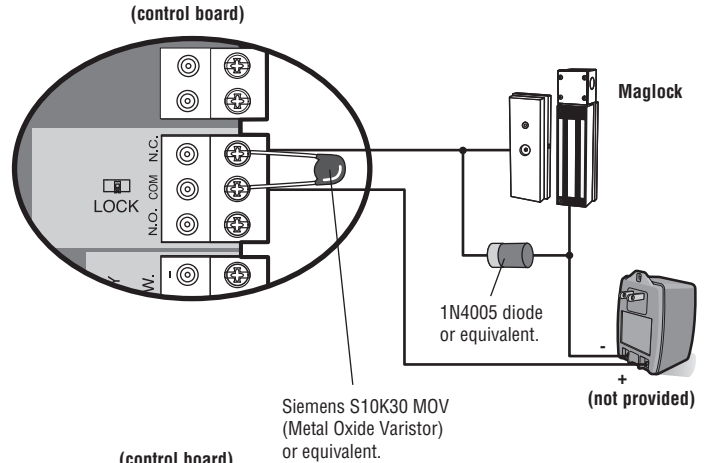 (control board)
Maglock
N.C.
COM
N.O.
LOCK
Y
W.
-
1N4005 diode
or equivalent.
-
+
(not provided)
Siemens S10K30 MOV
(Metal Oxide Varistor)
or equivalent.
(control board)